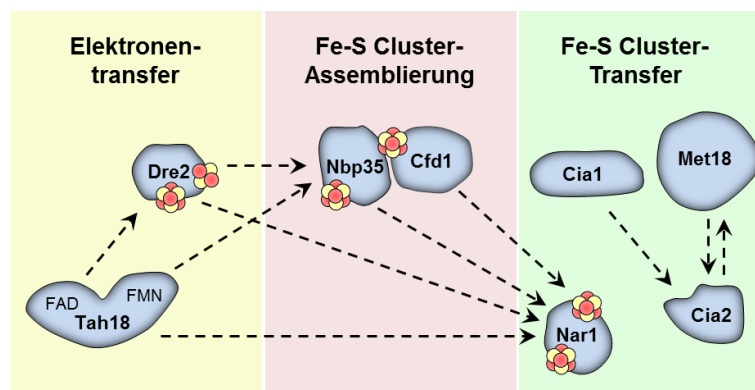 Elektronen-
transfer
Fe-S Cluster-
Assemblierung
Fe-S Cluster-
Transfer
Dre2
Nbp35
Cfd1
Cia1
Met18
FAD
FMN
Tah18
Nar1
Cia2